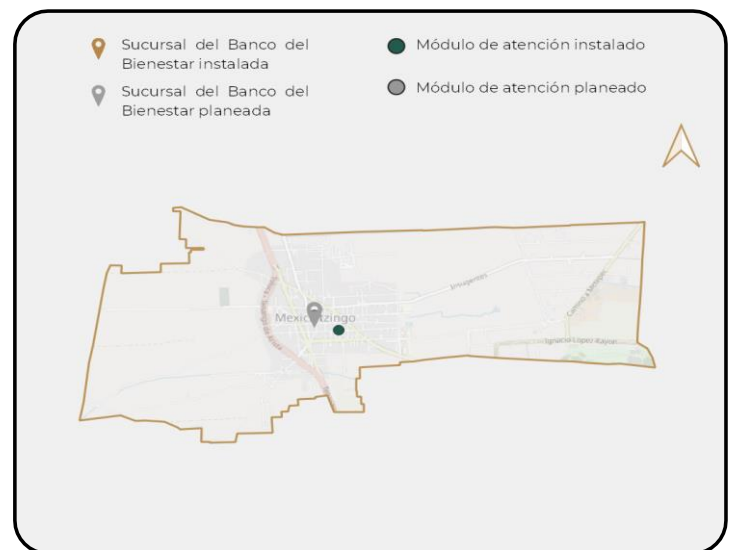 Sucursal del Banco del
Bienestar instalada
Sucursal del Banco del
Bienestar planeada
Módulo de atención instalado
Módulo de atención planeado
Insurgentes
Ignacio López Rayón